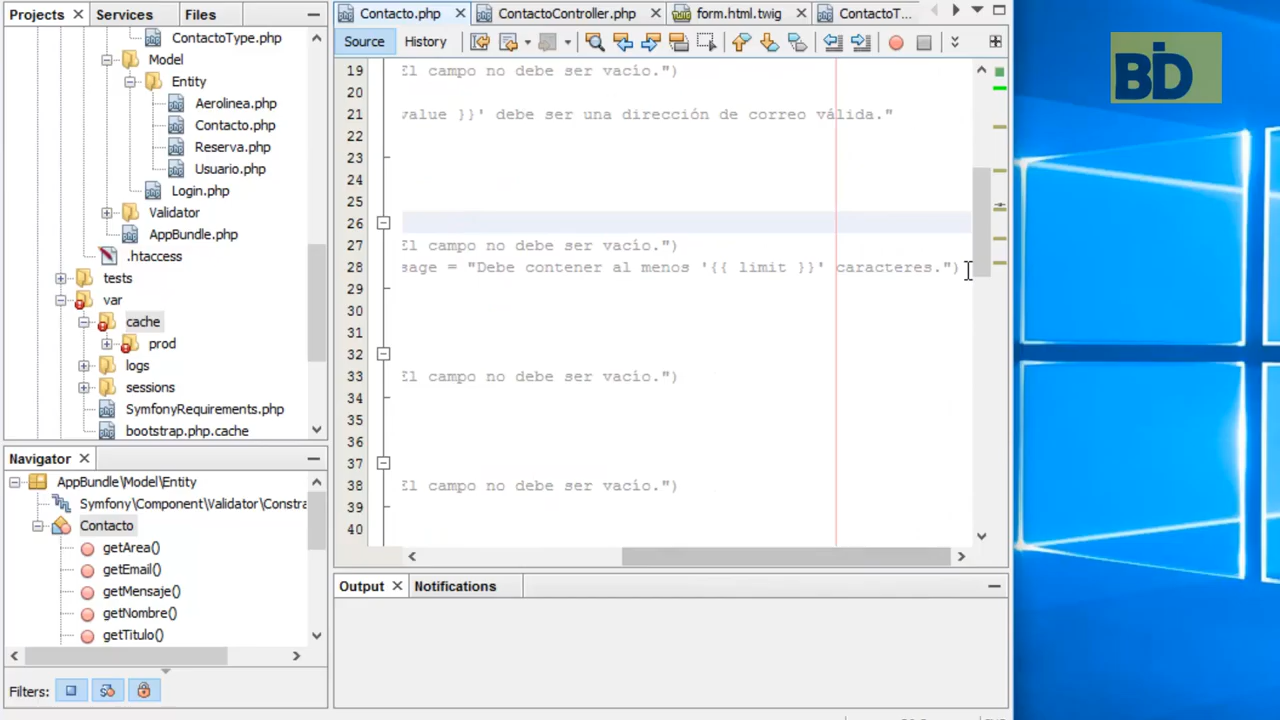 Projects
Services
Files
ContactoType.php
Model
Entity
Aerolinea.php
Contacto.php
Reserva.php
Usuario.php
Login.php
Validator
AppBundle.php
.htaccess
tests
var
cache
prod
logs
sessions
SymfonyRequirements.php
bootstrap.php.cache
Navigator
AppBundle\Model\Entity
Symfony\Component\Validator\Constra
Contacto
getArea()
getEmail()
getMensaje()
getNombre()
getTitulo()
Filters:
Contacto.php
ContactoController.php
form.html.twig
ContactoT...
Source
History
19 El campo no debe ser vacío.")
20
21 value }}' debe ser una dirección de correo válida."
22
23
24
25
26
27 El campo no debe ser vacío.")
28 sage = "Debe contener al menos '{{ limit }}' caracteres.")
29
30
31
32
33 El campo no debe ser vacío.")
34
35
36
37
38 El campo no debe ser vacío.")
39
40
Output
Notifications
BID